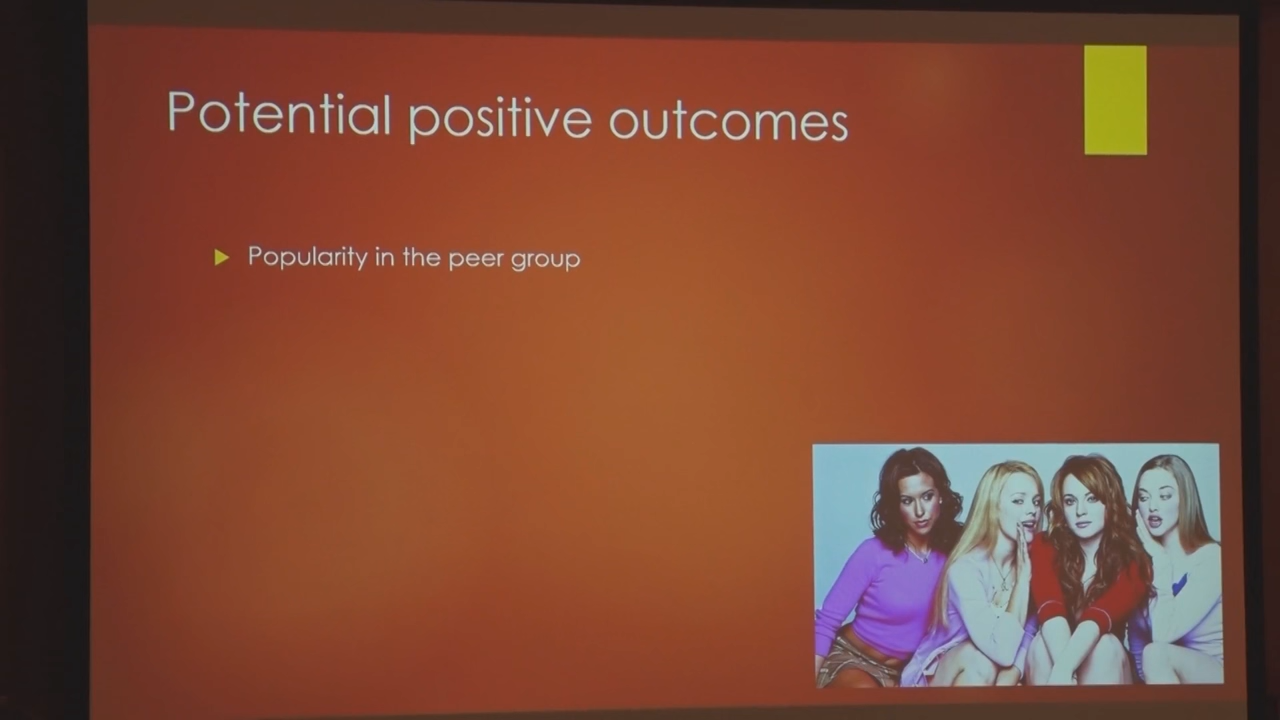 Potential positive outcomes
Popularity in the peer group